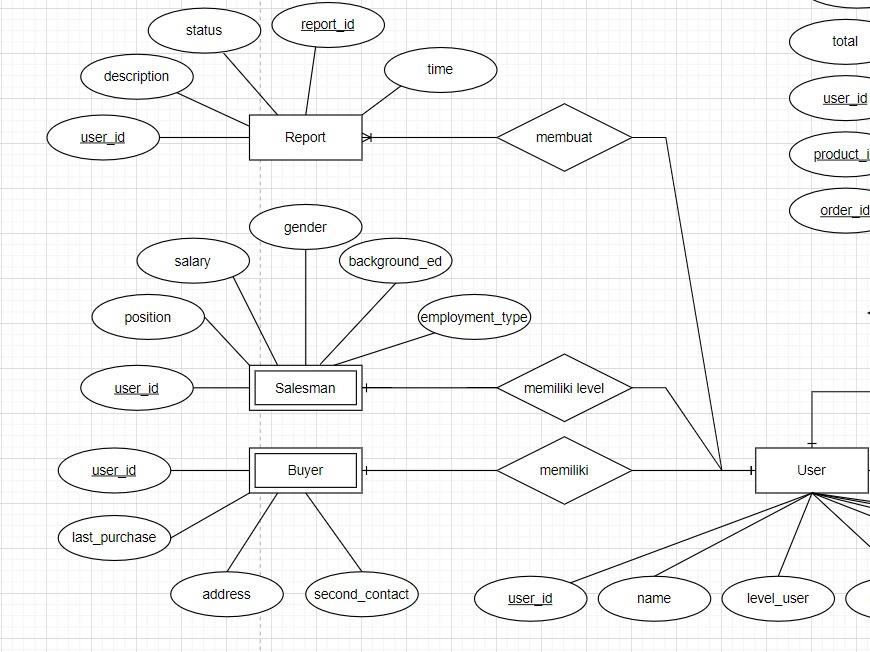 status
report_id
description
time
user_id
Report
membuat
total
user_id
product_i
order_id
gender
salary
background_ed
position
employment_type
user_id
Salesman
memiliki level
user_id
Buyer
memiliki
User
last_purchase
address
second_contact
user_id
name
level_user